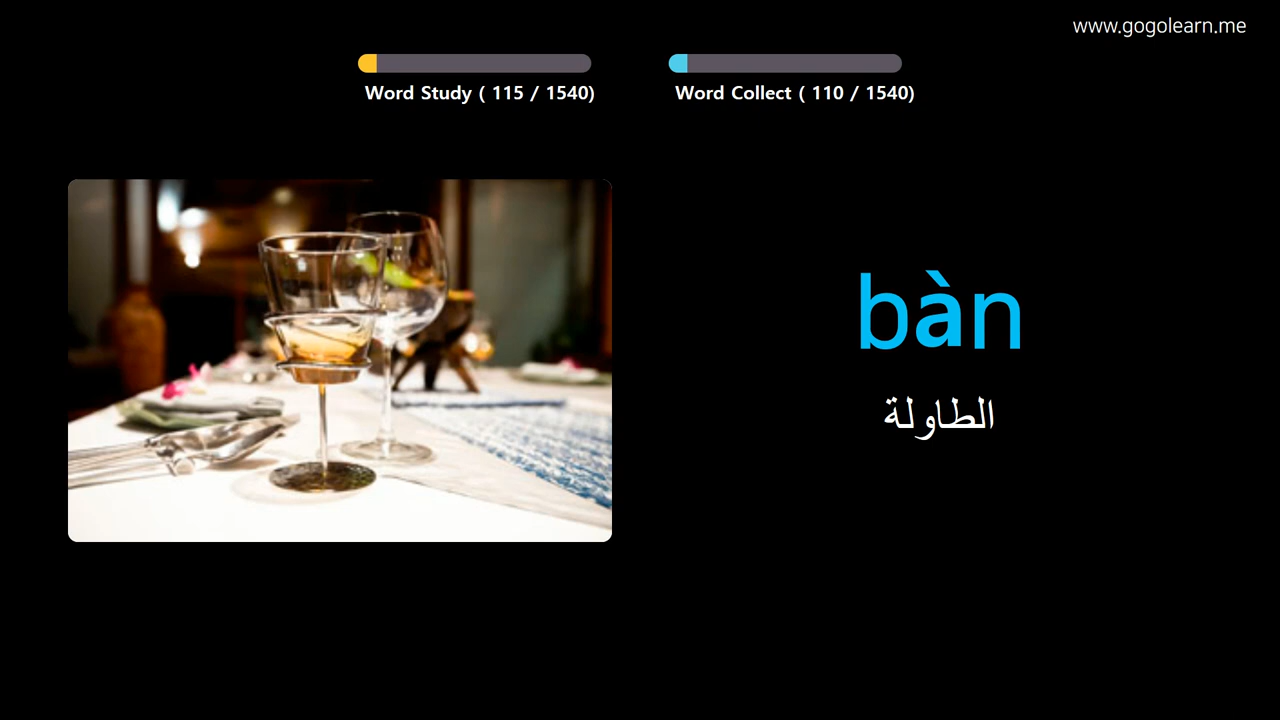 www.gogolearn.me
Word Study ( 115 / 1540)
Word Collect ( 110 / 1540)
bàn
الطاولة